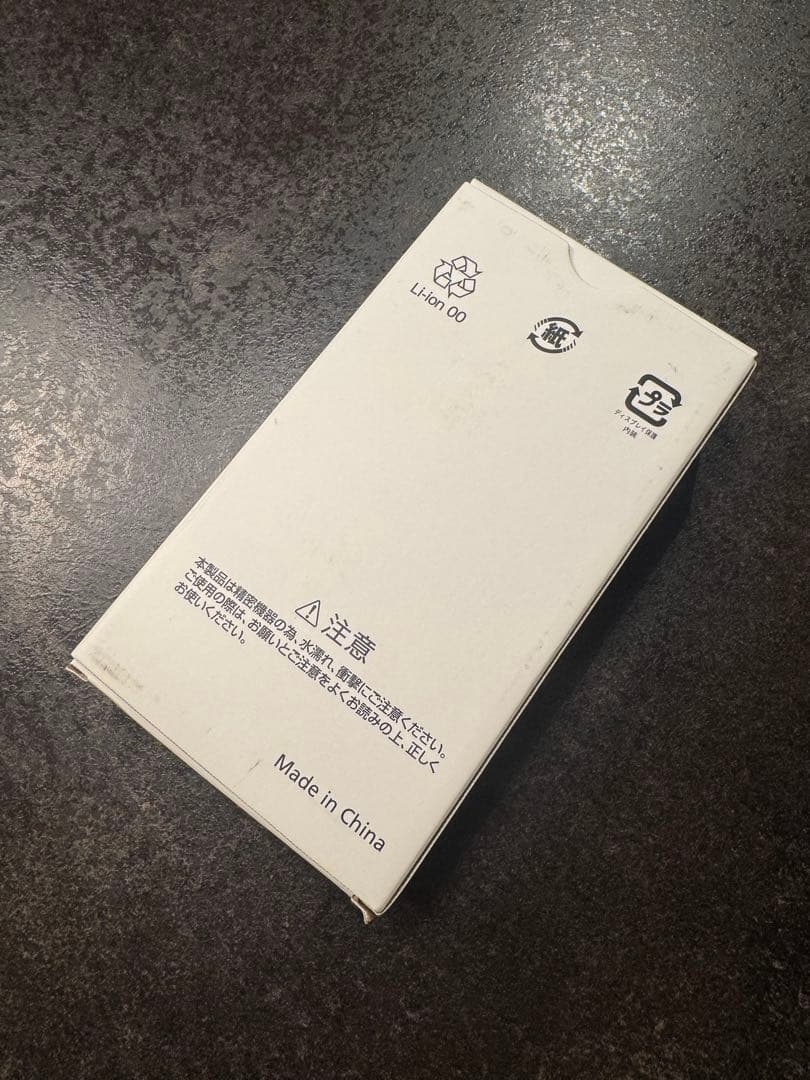 Li-ion 00
紙
プラ
ディスプレイ保護
内装
⚠ 注意
本製品は精密機器の為、水濡れ、衝撃にご注意ください。
ご使用の際は、お願いとご注意をよくお読みの上、正しく
お使いください。
Made in China